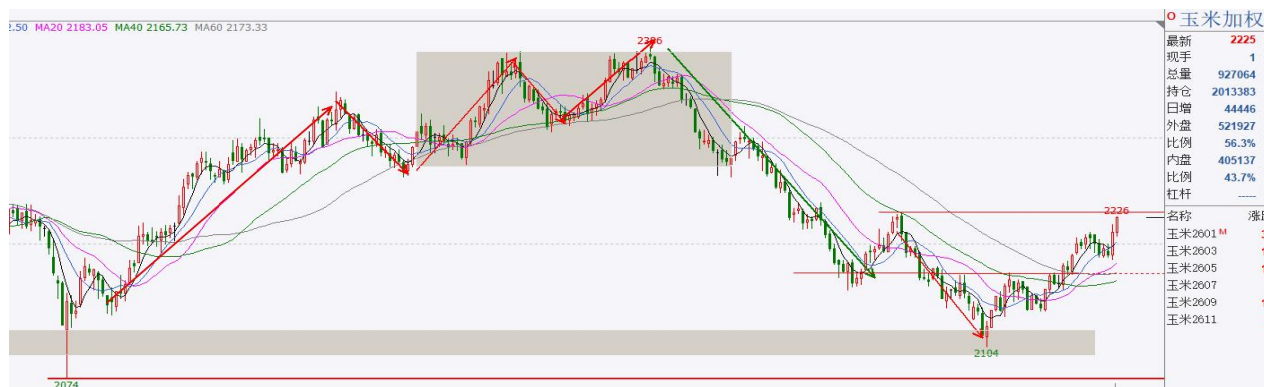 2.50 MA20 2183.05 MA40 2165.73 MA60 2173.33
2226
2104
2074
玉米加权
最新 2225
现手 1
总量 927064
持仓 2013383
日增 44446
外盘 521927
比例 56.3%
内盘 405137
比例 43.7%
杠杆 -----
名称
玉米2601 M
玉米2603
玉米2605
玉米2607
玉米2609
玉米2611